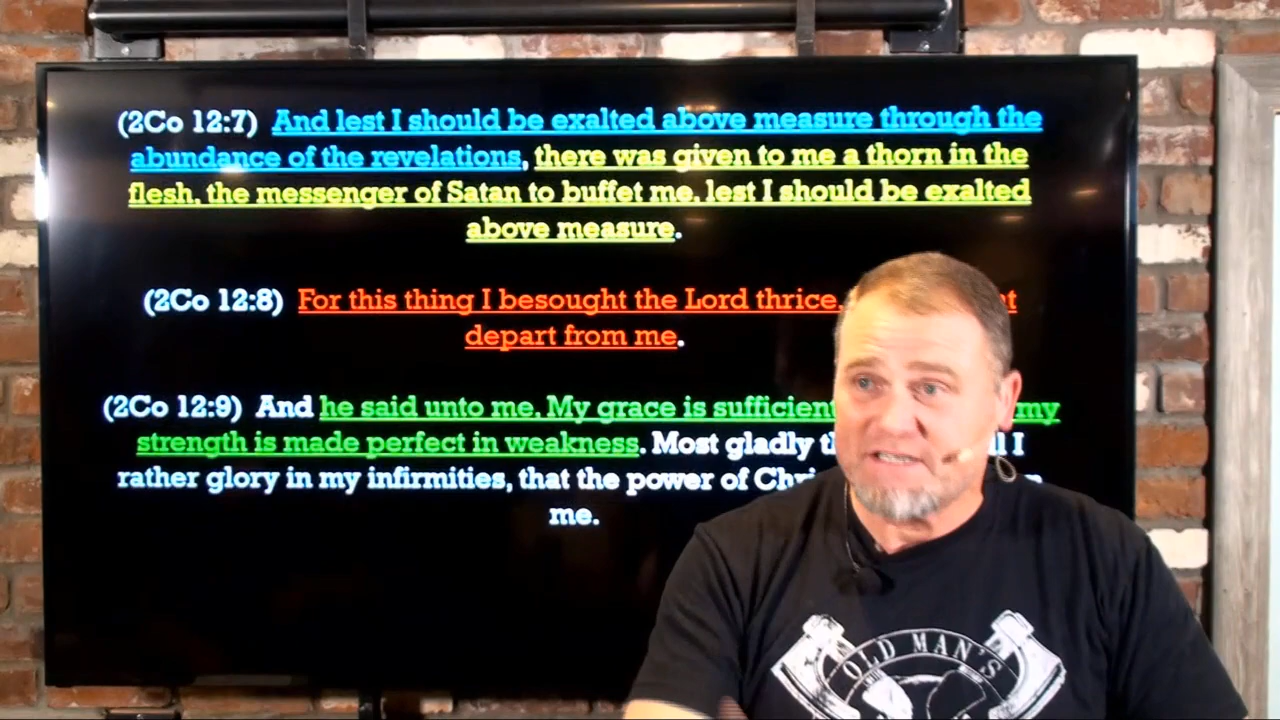 (2Co 12:7) And lest I should be exalted above measure through the
abundance of the revelations, there was given to me a thorn in the
flesh, the messenger of Satan to buffet me, lest I should be exalted
above measure.
(2Co 12:8) For this thing I besought the Lord thrice,
depart from me.
(2Co 12:9) And he said unto me, My grace is sufficient my
strength is made perfect in weakness. Most gladly I
rather glory in my infirmities, that the power of
me.
OLD MAN'S